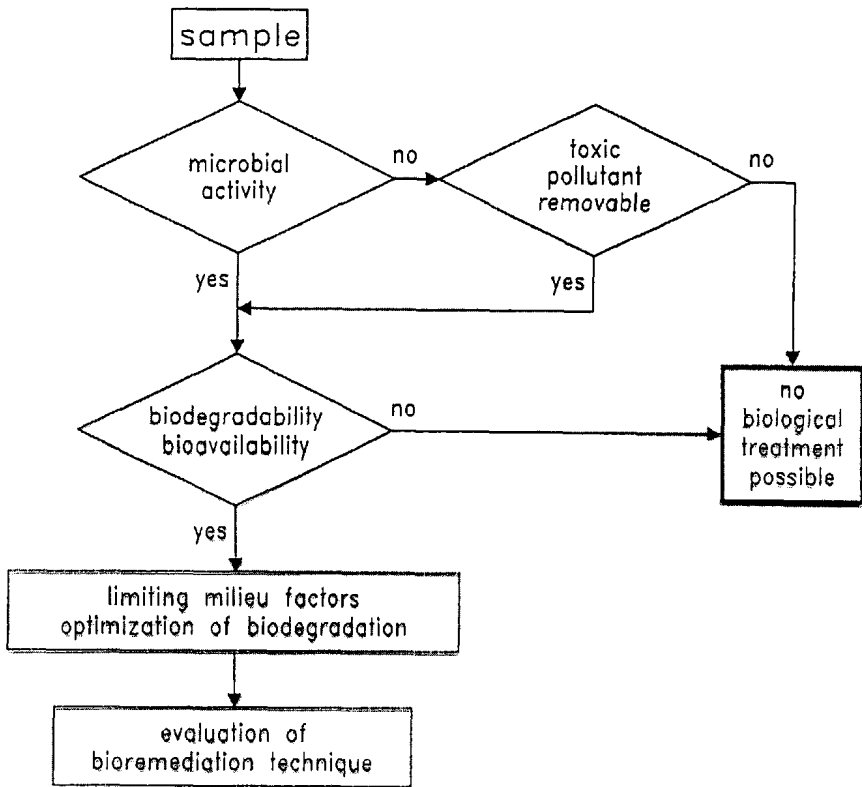 sample
microbial
activity
no
toxic
pollutant
removable
no
yes
yes
biodegradability
bioavailability
no
no
biological
treatment
possible
yes
limiting milieu factors
optimization of biodegradation
evaluation of
bioremediation technique